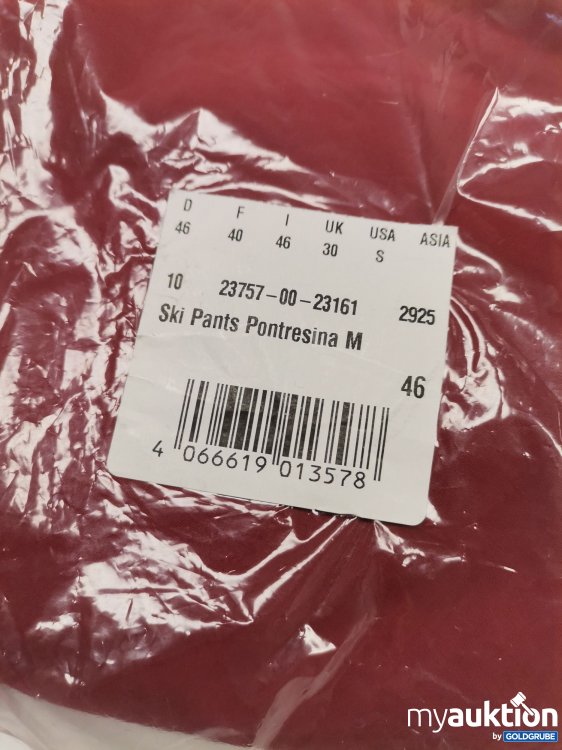 D F I UK USA ASIA
46 40 46 30 S
10 23757-00-23161 2925
Ski Pants Pontresina M
46
4 066619 013578
myauktion
by GOLDGRUBE